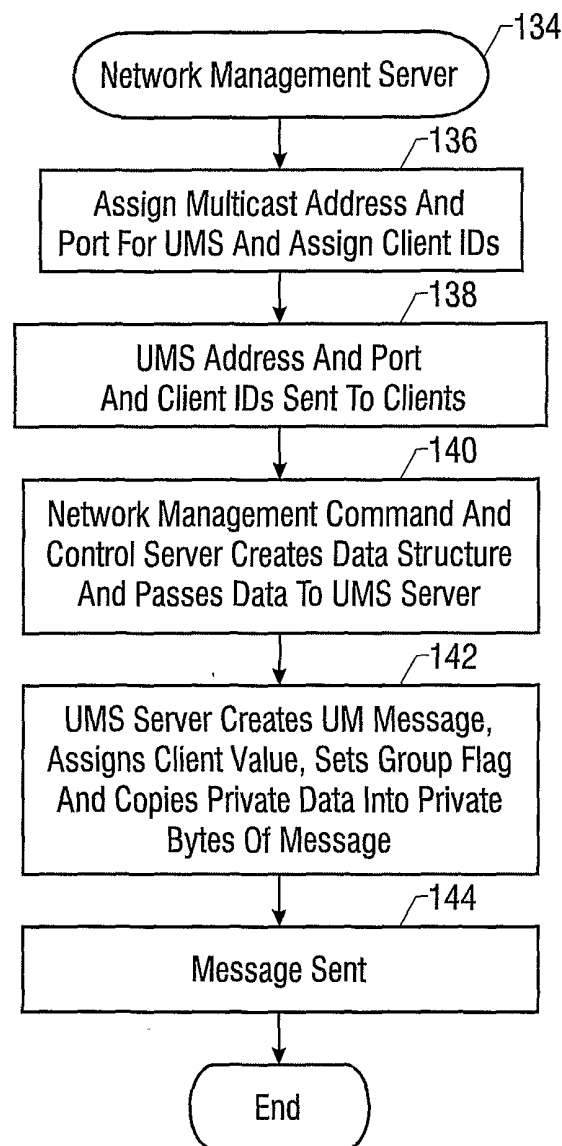 134
Network Management Server
136
Assign Multicast Address And
Port For UMS And Assign Client IDs
138
UMS Address And Port
And Client IDs Sent To Clients
140
Network Management Command And
Control Server Creates Data Structure
And Passes Data To UMS Server
142
UMS Server Creates UM Message,
Assigns Client Value, Sets Group Flag
And Copies Private Data Into Private
Bytes Of Message
144
Message Sent
End